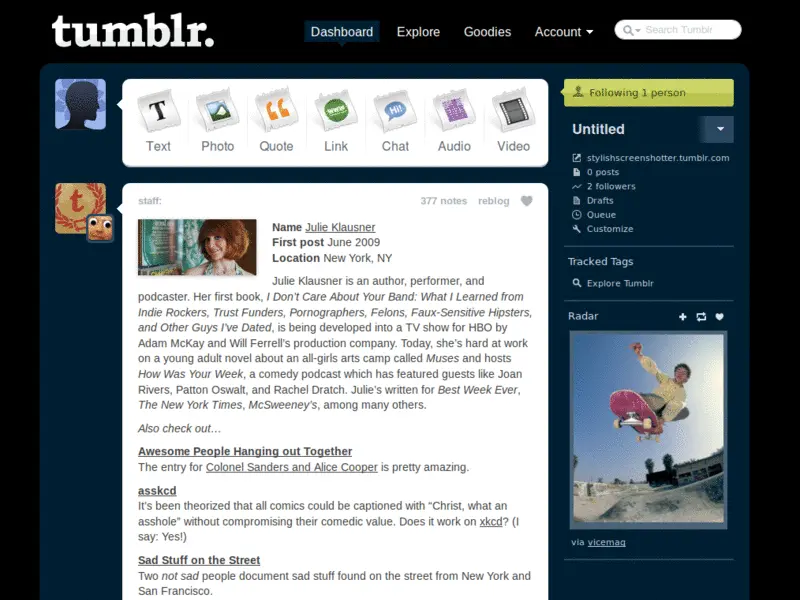 tumblr.
Dashboard
Explore
Goodies
Account
Search Tumblr
T
www
Hi!
Text
Photo
Quote
Link
Chat
Audio
Video
staff:
377 notes
reblog
Name Julie Klausner
First post June 2009
Location New York, NY
Julie Klausner is an author, performer, and
podcaster. Her first book, I Don’t Care About Your Band: What I Learned from
Indie Rockers, Trust Funders, Pornographers, Felons, Faux-Sensitive Hipsters,
and Other Guys I’ve Dated, is being developed into a TV show for HBO by
Adam McKay and Will Ferrell’s production company. Today, she’s hard at work
on a young adult novel about an all-girls arts camp called Muses and hosts
How Was Your Week, a comedy podcast which has featured guests like Joan
Rivers, Patton Oswalt, and Rachel Dratch. Julie’s written for Best Week Ever,
The New York Times, McSweeney’s, among many others.
Also check out…
Awesome People Hanging out Together
The entry for Colonel Sanders and Alice Cooper is pretty amazing.
asskcd
It’s been theorized that all comics could be captioned with “Christ, what an
asshole” without compromising their comedic value. Does it work on xkcd? (I
say: Yes!)
Sad Stuff on the Street
Two not sad people document sad stuff found on the street from New York and
San Francisco.
Following 1 person
Untitled
stylishscreenshotter.tumblr.com
0 posts
2 followers
Drafts
Queue
Customize
Tracked Tags
Explore Tumblr
Radar
via vicemag